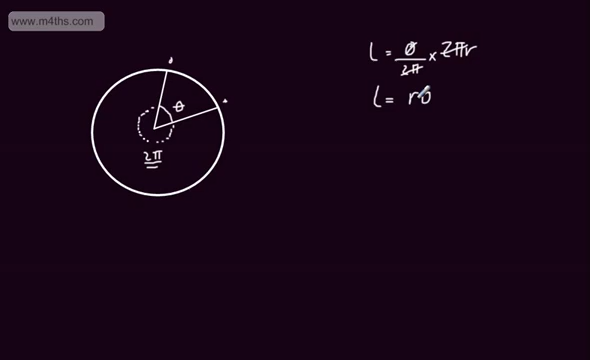 www.m4ths.com
l = θ/2π × 2πr
l = rθ
θ
2π